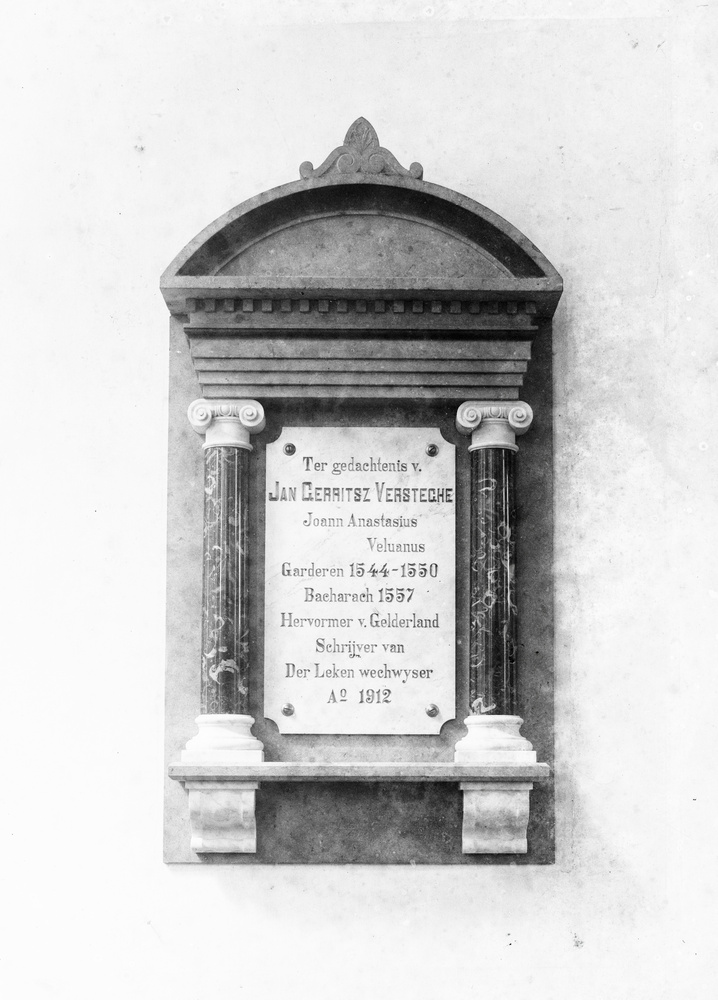 Ter gedachtenis v.
JAN GERRITSZ VERSTEGHE
Joann Anastasius
Veluanus
Garderen 1544-1550
Bacharach 1557
Hervormer v. Gelderland
Schrijver van
Der Leken wechwyser
Aº 1912